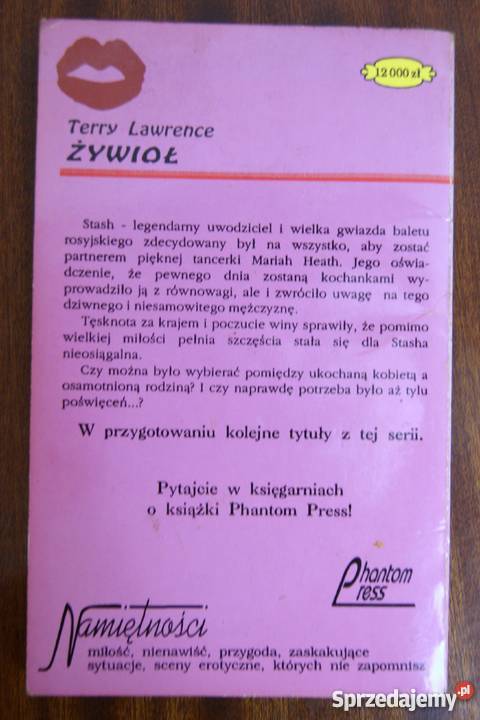 12 000 zł
Terry Lawrence
ŻYWIOŁ
Stash - legendarny uwodziciel i wielka gwiazda baletu
rosyjskiego zdecydowany był na wszystko, aby zostać
partnerem pięknej tancerki Mariah Heath. Jego oświa-
dczenie, że pewnego dnia zostaną kochankami wy-
prowadziło ją z równowagi, ale i zwróciło uwagę na tego
dziwnego i niesamowitego mężczyznę.
Tęsknota za krajem i poczucie winy sprawiły, że pomimo
wielkiej miłości pełnia szczęścia stała się dla Stasha
nieosiągalna.
Czy można było wybierać pomiędzy ukochaną kobietą a
osamotnioną rodziną? I czy naprawdę potrzeba było aż tylu
poświęceń...?
W przygotowaniu kolejne tytuły z tej serii.
Pytajcie w księgarniach
o książki Phantom Press!
Phantom
Press
Namiętności
miłość, nienawiść, przygoda, zaskakujące
sytuacje, sceny erotyczne, których nie zapomnisz
Sprzedajemy.pl